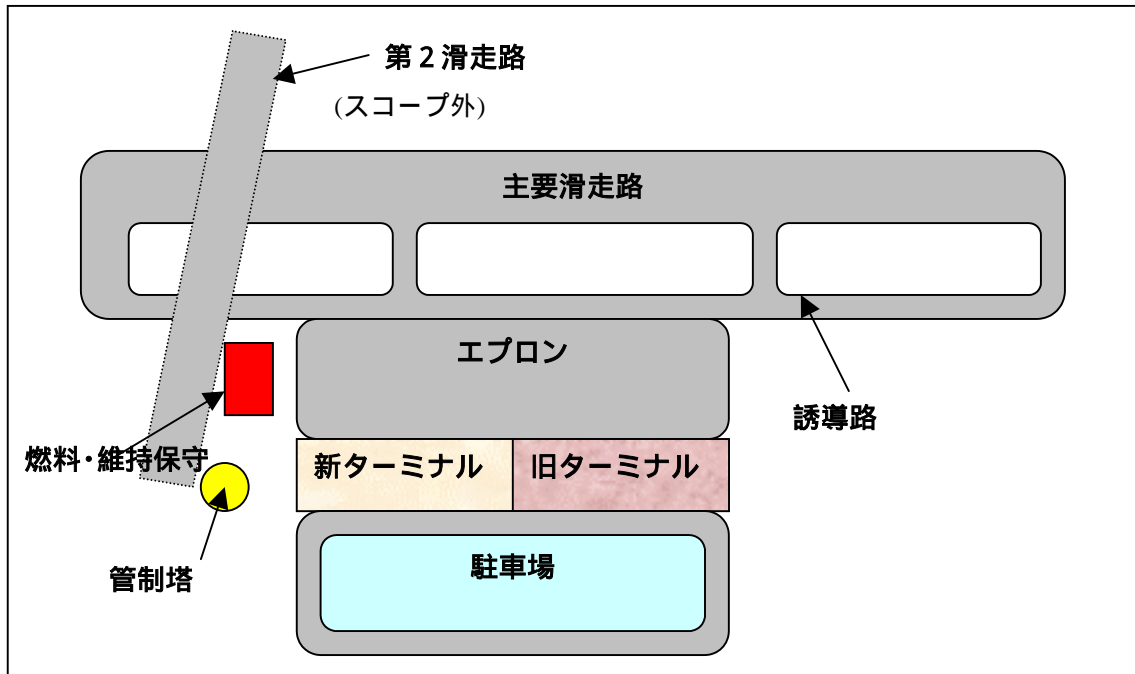 第２滑走路
(スコープ外)
主要滑走路
エプロン
誘導路
燃料・維持保守
新ターミナル
旧ターミナル
管制塔
駐車場